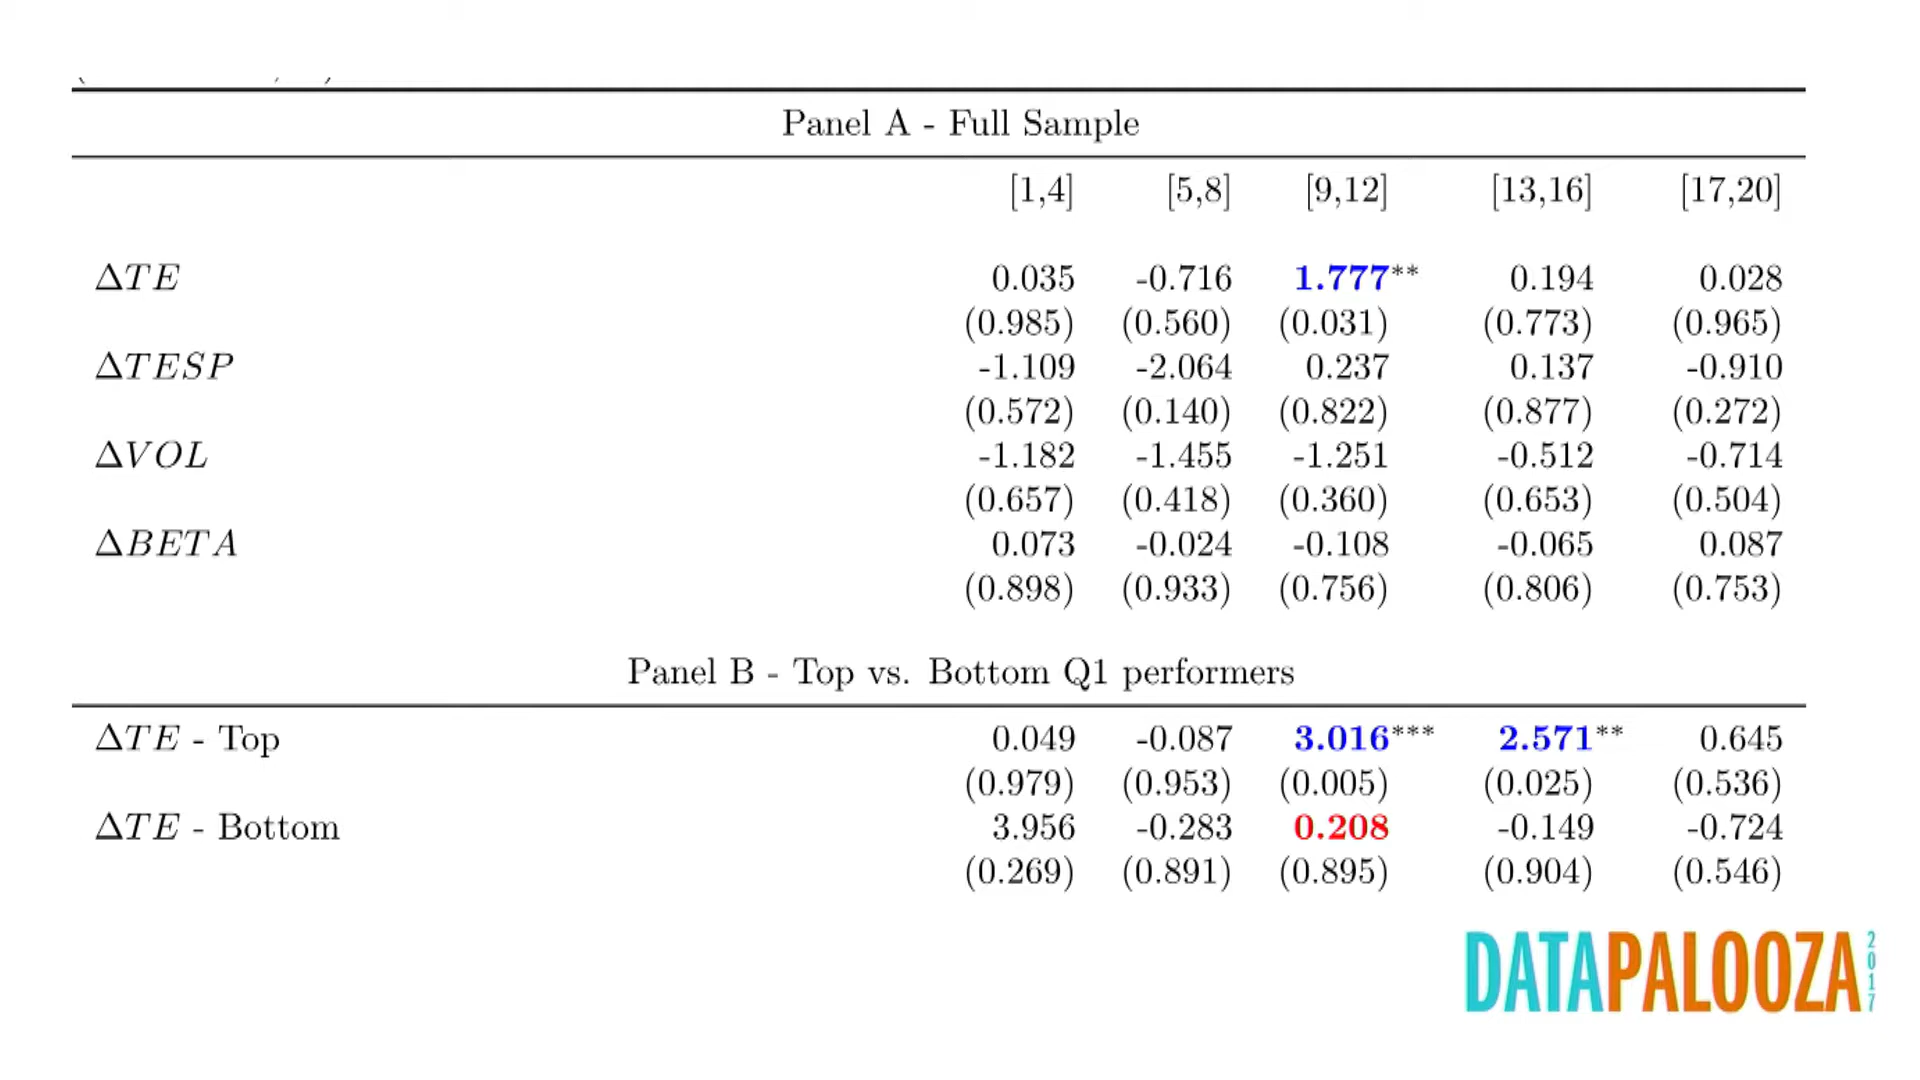 Panel A - Full Sample
[1,4] [5,8] [9,12] [13,16] [17,20]
ΔTE 0.035 -0.716 1.777** 0.194 0.028
(0.985) (0.560) (0.031) (0.773) (0.965)
ΔTESP -1.109 -2.064 0.237 0.137 -0.910
(0.572) (0.140) (0.822) (0.877) (0.272)
ΔVOL -1.182 -1.455 -1.251 -0.512 -0.714
(0.657) (0.418) (0.360) (0.653) (0.504)
ΔBETA 0.073 -0.024 -0.108 -0.065 0.087
(0.898) (0.933) (0.756) (0.806) (0.753)
Panel B - Top vs. Bottom Q1 performers
ΔTE - Top 0.049 -0.087 3.016*** 2.571** 0.645
(0.979) (0.953) (0.005) (0.025) (0.536)
ΔTE - Bottom 3.956 -0.283 0.208 -0.149 -0.724
(0.269) (0.891) (0.895) (0.904) (0.546)
DATAPALOOZA 2017